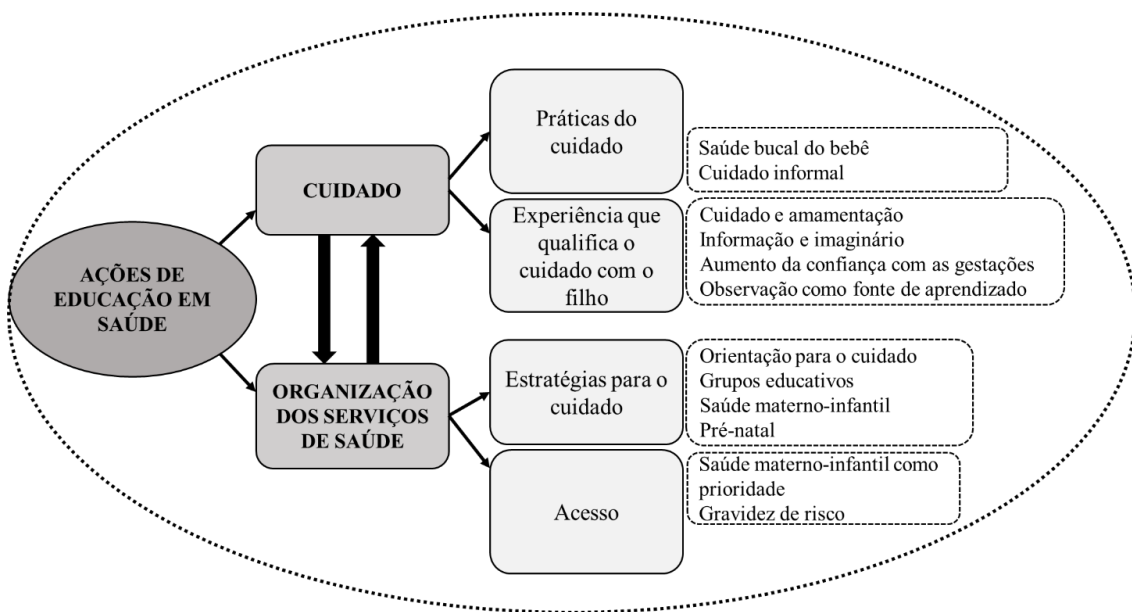 AÇÕES DE
EDUCAÇÃO EM
SAÚDE
CUIDADO
Práticas do
cuidado
Saúde bucal do bebê
Cuidado informal
Experiência que
qualifica o
cuidado com o
filho
Cuidado e amamentação
Informação e imaginário
Aumento da confiança com as gestações
Observação como fonte de aprendizado
ORGANIZAÇÃO
DOS SERVIÇOS
DE SAÚDE
Estratégias para o
cuidado
Orientação para o cuidado
Grupos educativos
Saúde materno-infantil
Pré-natal
Acesso
Saúde materno-infantil como
prioridade
Gravidez de risco